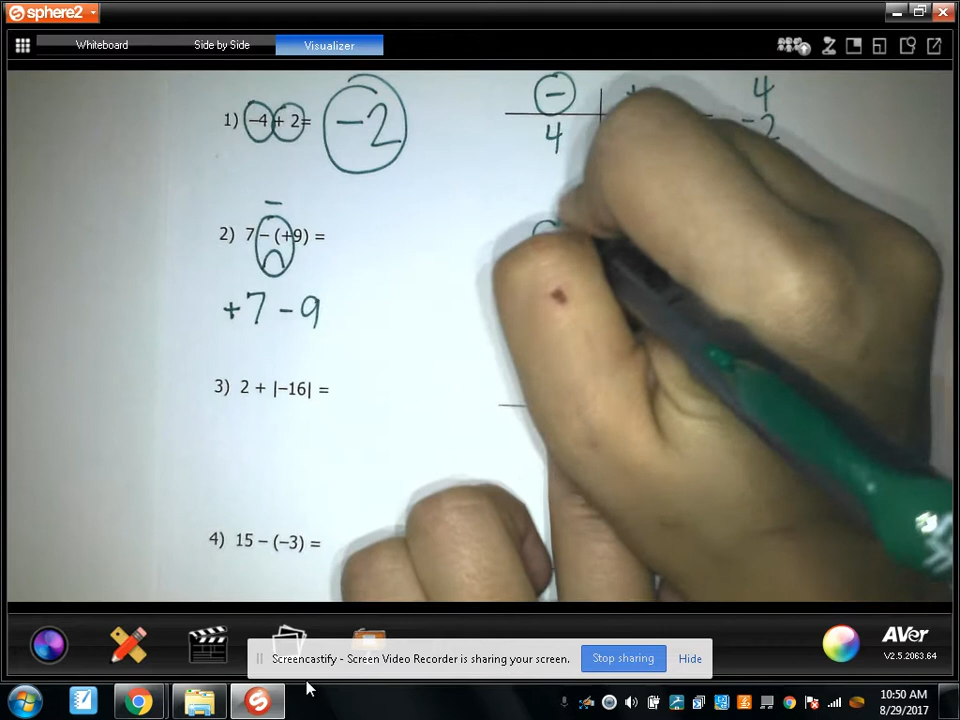 sphere2
Whiteboard Side by Side Visualizer
1) −4 + 2 = −2
− 4
4
−2
−
2) 7 − (+9) =
+7 − 9
3) 2 + |−16| =
4) 15 − (−3) =
Screencastify - Screen Video Recorder is sharing your screen. Stop sharing Hide
AVer
V2.5.2063.64
10:50 AM
8/29/2017